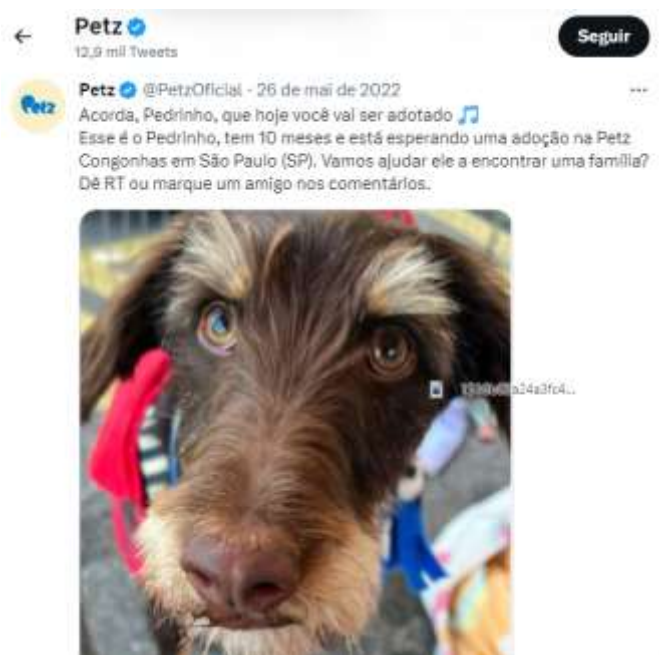 Petz
12,9 mil Tweets
Seguir
Petz
Petz @PetzOficial - 26 de mai de 2022
Acorda, Pedrinho, que hoje você vai ser adotado
Esse é o Pedrinho, tem 10 meses e está esperando uma adoção na Petz
Congonhas em São Paulo (SP). Vamos ajudar ele a encontrar uma família?
Dê RT ou marque um amigo nos comentários.